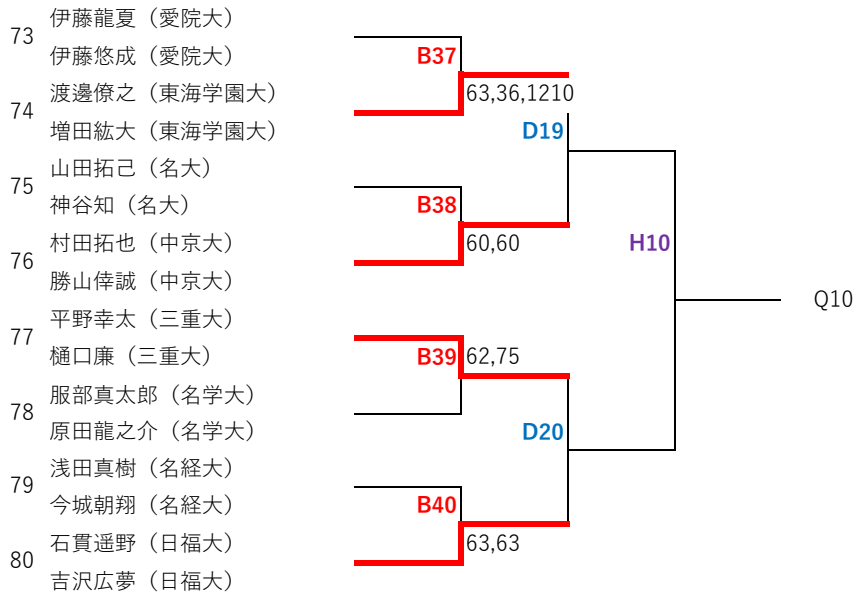 73
伊藤龍夏（愛院大）
伊藤悠成（愛院大）
B37
74
渡邊僚之（東海学園大）
63,36,1210
増田紘大（東海学園大）
D19
75
山田拓己（名大）
神谷知（名大）
B38
76
村田拓也（中京大）
60,60
H10
勝山倖誠（中京大）
Q10
77
平野幸太（三重大）
樋口廉（三重大）
B39
62,75
78
服部真太郎（名学大）
原田龍之介（名学大）
D20
79
浅田真樹（名経大）
今城朝翔（名経大）
B40
80
石貫遥野（日福大）
63,63
吉沢広夢（日福大）